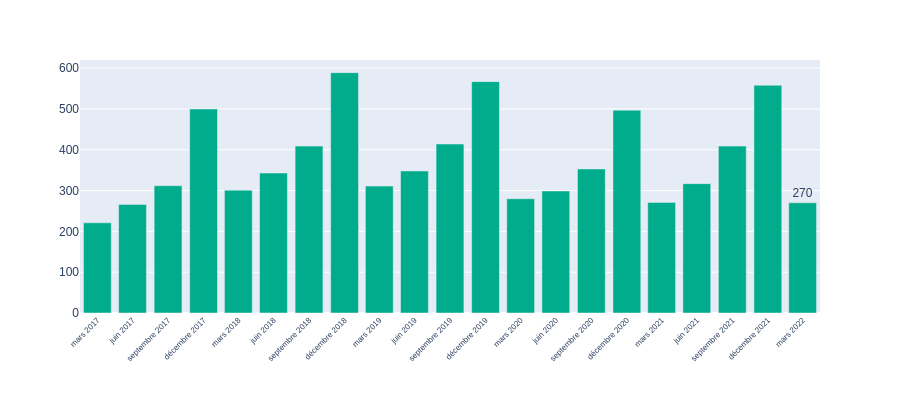 600
500
400
300
200
100
0
270
mars 2017
juin 2017
septembre 2017
décembre 2017
mars 2018
juin 2018
septembre 2018
décembre 2018
mars 2019
juin 2019
septembre 2019
décembre 2019
mars 2020
juin 2020
septembre 2020
décembre 2020
mars 2021
juin 2021
septembre 2021
décembre 2021
mars 2022